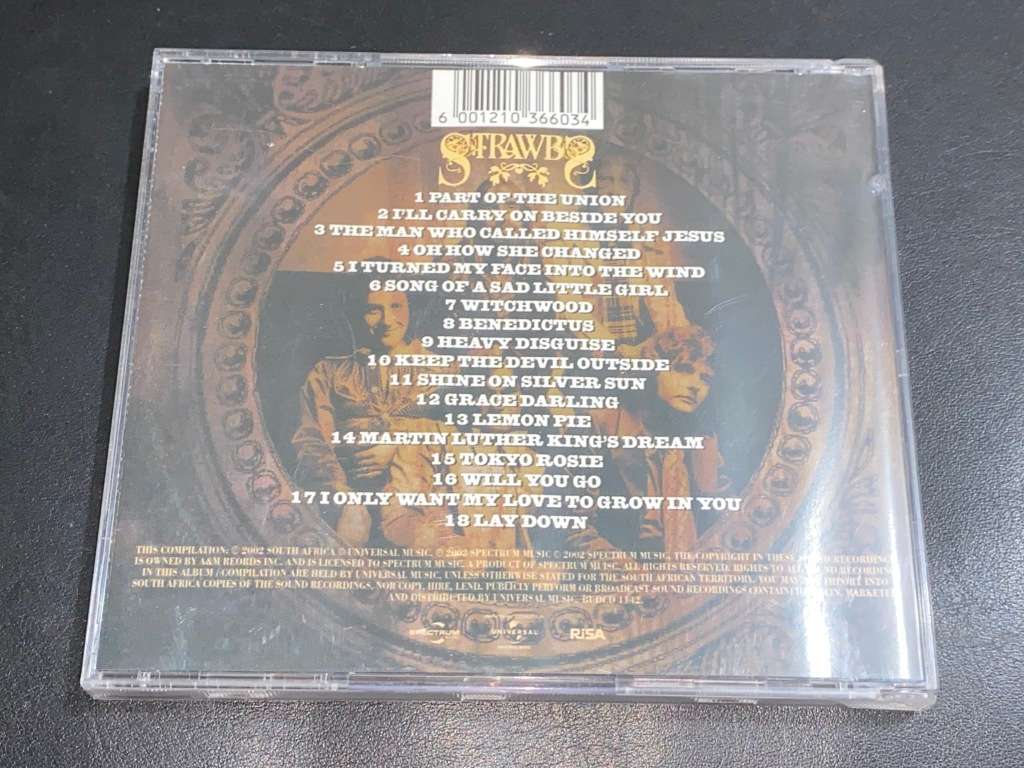 6 001210 366034
STRAWBS
1 PART OF THE UNION
2 I'LL CARRY ON BESIDE YOU
3 THE MAN WHO CALLED HIMSELF JESUS
4 OH HOW SHE CHANGED
5 I TURNED MY FACE INTO THE WIND
6 SONG OF A SAD LITTLE GIRL
7 WITCHWOOD
8 BENEDICTUS
9 HEAVY DISGUISE
10 KEEP THE DEVIL OUTSIDE
11 SHINE ON SILVER SUN
12 GRACE DARLING
13 LEMON PIE
14 MARTIN LUTHER KING'S DREAM
15 TOKYO ROSIE
16 WILL YOU GO
17 I ONLY WANT MY LOVE TO GROW IN YOU
18 LAY DOWN
THIS COMPILATION: ℗ 2002 SOUTH AFRICA © UNIVERSAL MUSIC. ℗ 2002 SPECTRUM MUSIC © 2002 SPECTRUM MUSIC. THE COPYRIGHT IN THESE SOUND RECORDINGS
IS OWNED BY A&M RECORDS INC. AND IS LICENSED TO SPECTRUM MUSIC. A PRODUCT OF SPECTRUM MUSIC. ALL RIGHTS RESERVED. RIGHTS TO ALL SOUND RECORDINGS
IN THIS ALBUM / COMPILATION ARE HELD BY UNIVERSAL MUSIC, UNLESS OTHERWISE STATED FOR THE SOUTH AFRICAN TERRITORY. YOU MAY NOT IMPORT INTO
SOUTH AFRICA COPIES OF THE SOUND RECORDINGS, NOR COPY, HIRE, LEND, PUBLICLY PERFORM OR BROADCAST SOUND RECORDINGS CONTAINED MARKETED
AND DISTRIBUTED BY UNIVERSAL MUSIC. BUDCD 1142.
SPECTRUM UNIVERSAL RiSA